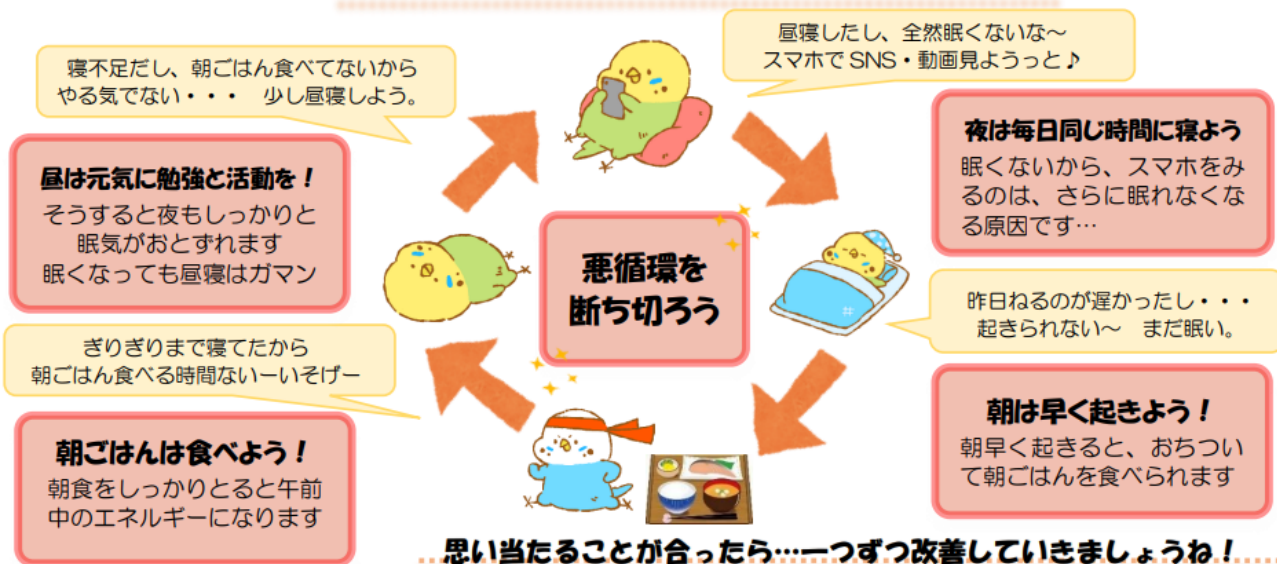 昼寝したし、全然眠くないな～
スマホで SNS・動画見ようっと♪
寝不足だし、朝ごはん食べてないから
やる気でない・・・　少し昼寝しよう。
夜は毎日同じ時間に寝よう
眠くないから、スマホをみ
るのは、さらに眠れなくな
る原因です…
昼は元気に勉強と活動を！
そうすると夜もしっかりと
眠気がおとずれます
眠くなっても昼寝はガマン
悪循環を
断ち切ろう
昨日ねるのが遅かったし・・・
起きられない～　まだ眠い。
ぎりぎりまで寝てたから
朝ごはん食べる時間ないーいそげー
朝は早く起きよう！
朝早く起きると、おちつい
て朝ごはんを食べられます
朝ごはんは食べよう！
朝食をしっかりとると午前
中のエネルギーになります
思い当たることが合ったら…一つずつ改善していきましょうね！